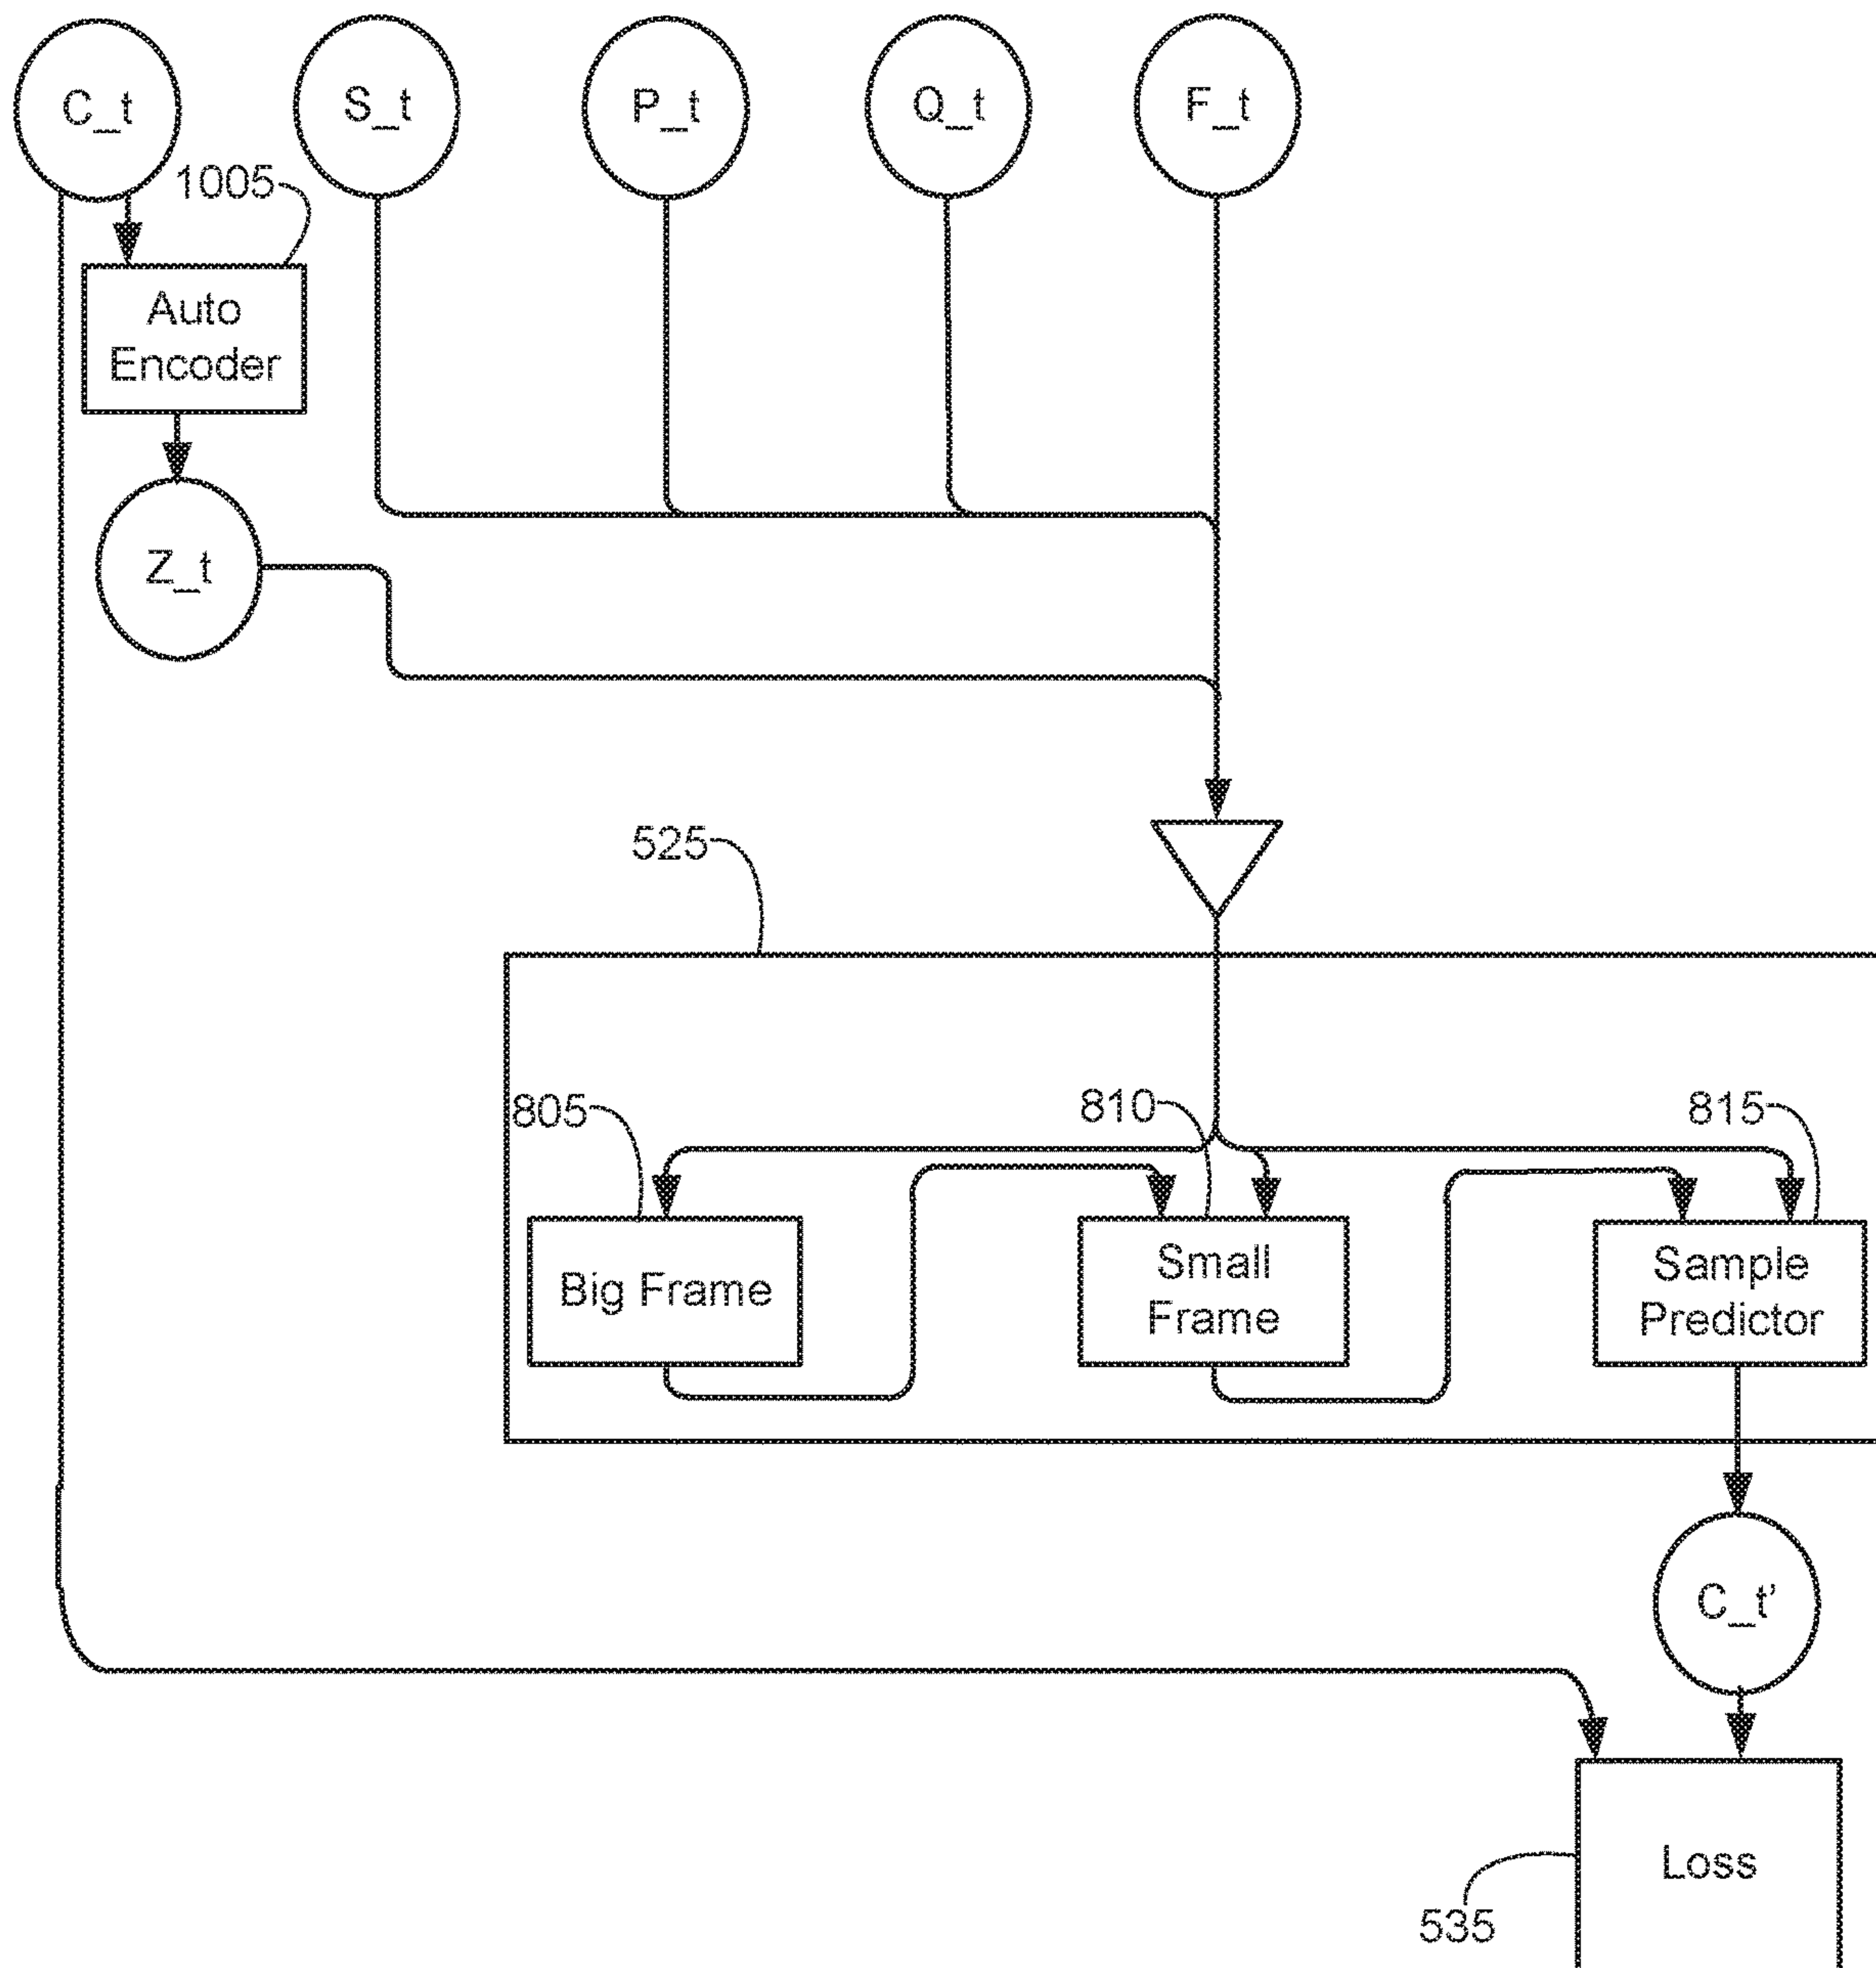 C_t
S_t
P_t
Q_t
F_t
1005
Auto
Encoder
Z_t
525
805
810
815
Big Frame
Small
Frame
Sample
Predictor
C_t’
Loss
535